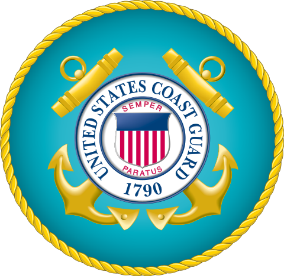 UNITED STATES COAST GUARD
SEMPER
PARATUS
1790